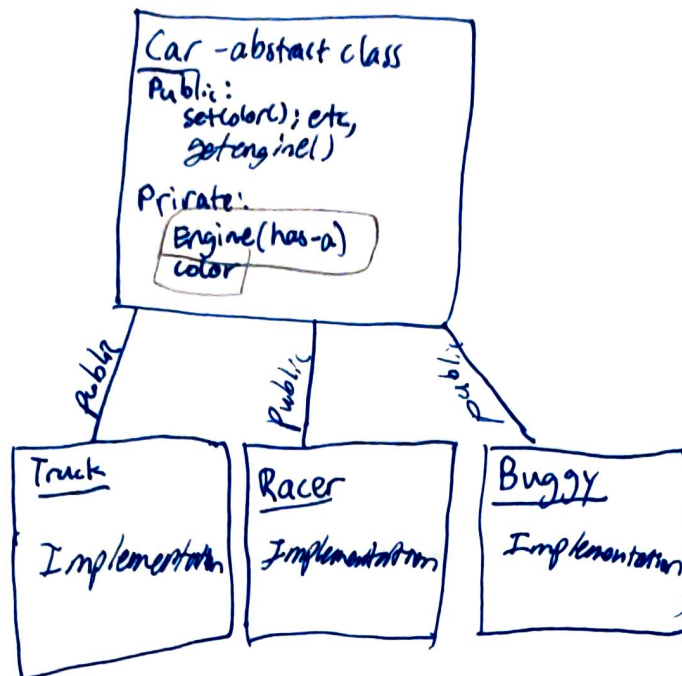 Car - abstract class
Public:
setcolor(); etc,
getengine()
Private:
Engine (has-a)
color
public
public
public
Truck
Implementation
Racer
Implementation
Buggy
Implementation